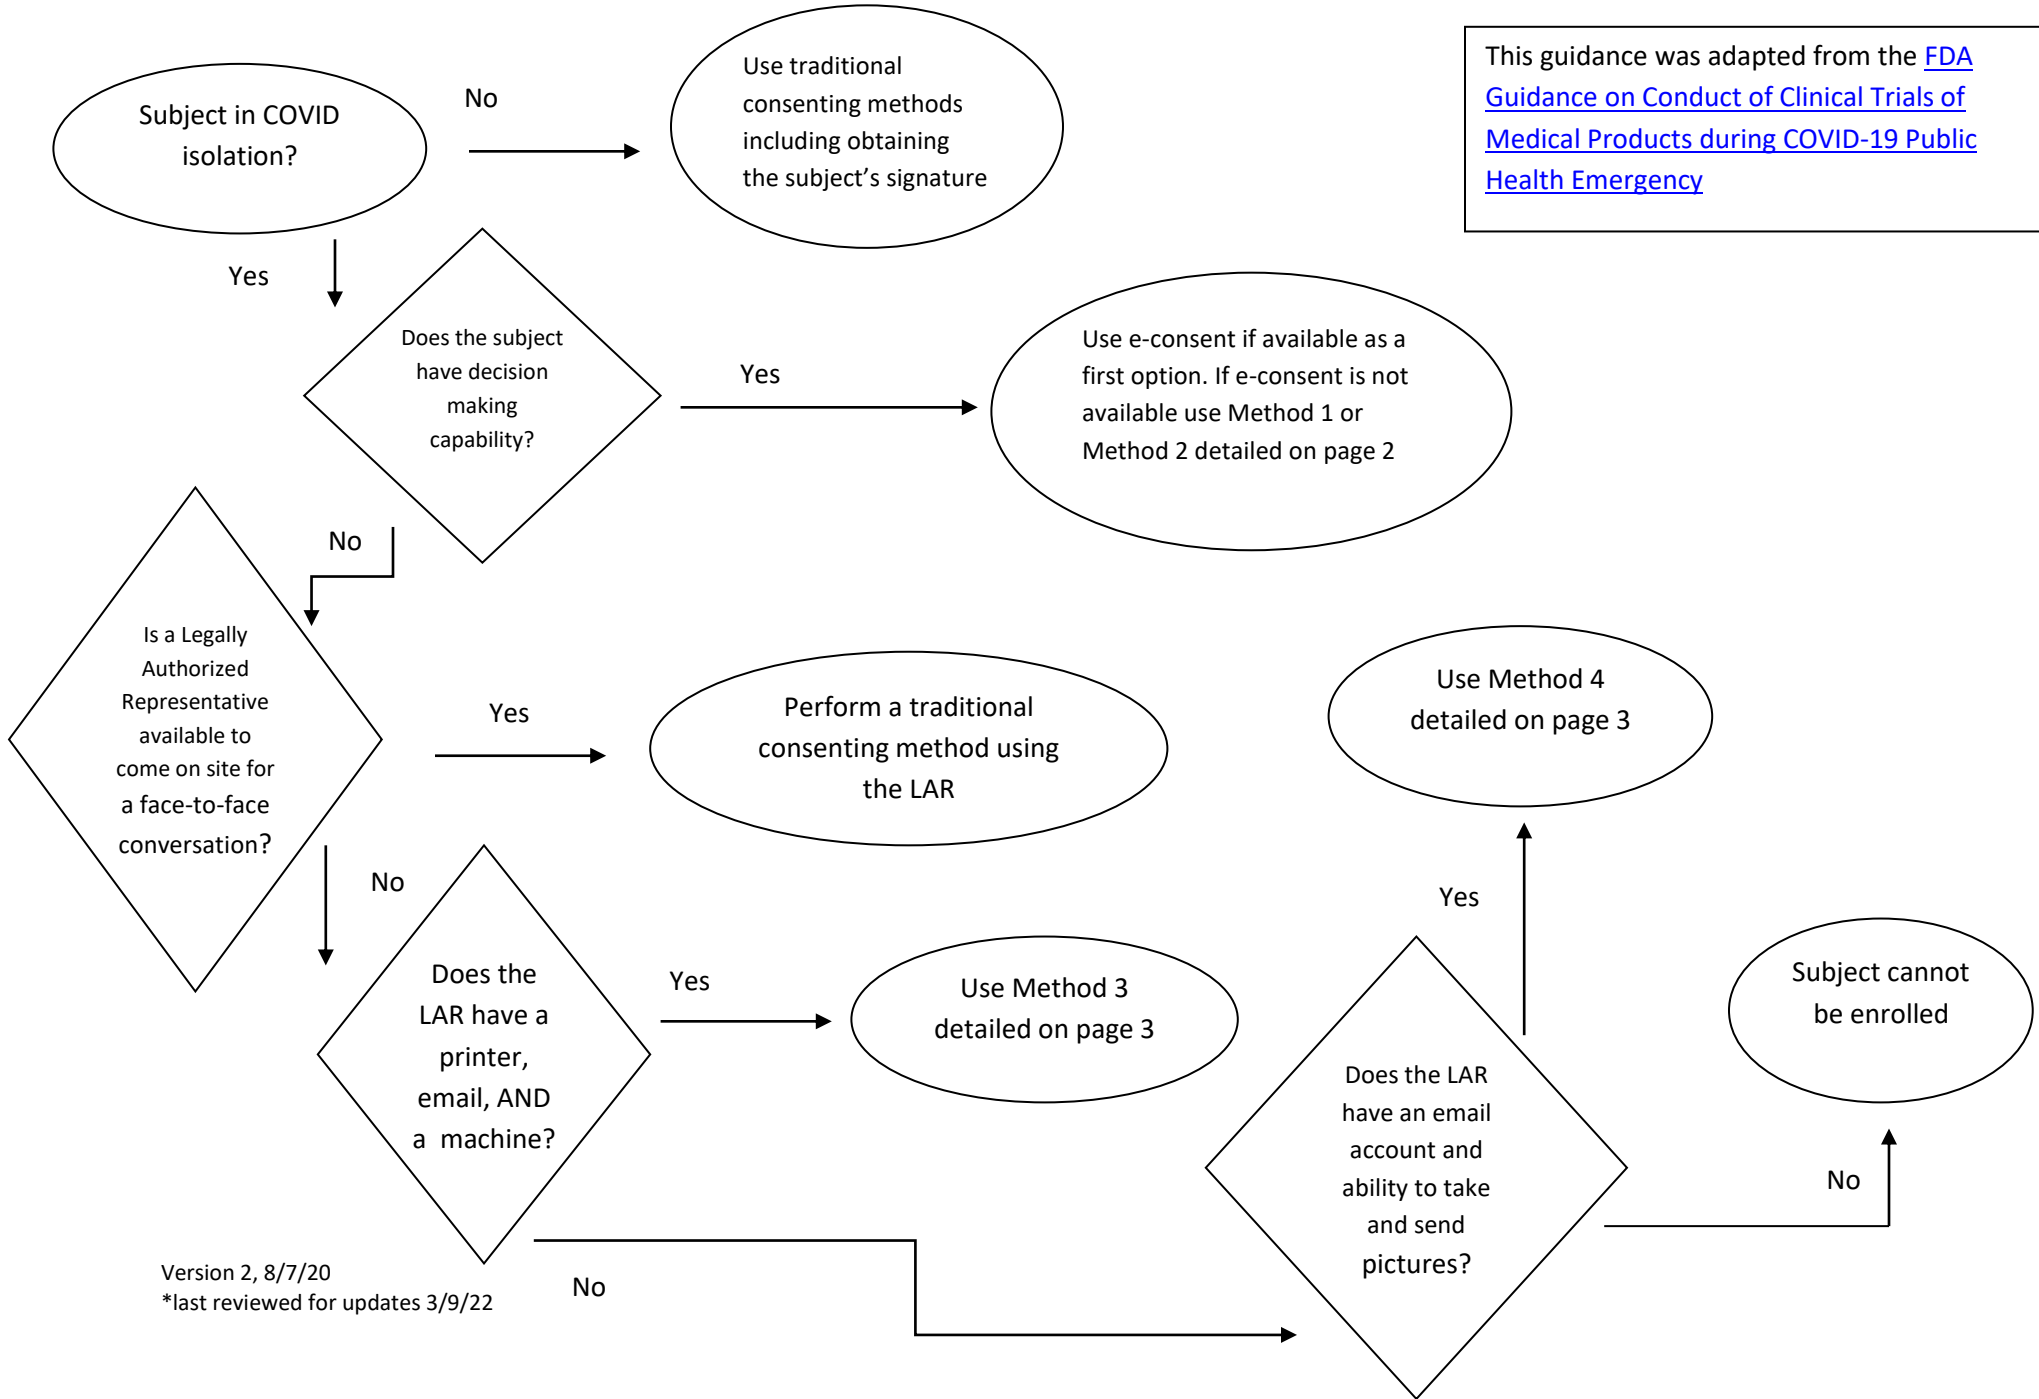 Subject in COVID
isolation?
No
Use traditional
consenting methods
including obtaining
the subject’s signature
This guidance was adapted from the FDA
Guidance on Conduct of Clinical Trials of
Medical Products during COVID-19 Public
Health Emergency
Yes
Does the subject
have decision
making
capability?
Yes
Use e-consent if available as a
first option. If e-consent is not
available use Method 1 or
Method 2 detailed on page 2
No
Is a Legally
Authorized
Representative
available to
come on site for
a face-to-face
conversation?
Yes
Perform a traditional
consenting method using
the LAR
No
Does the
LAR have a
printer,
email, AND
a  machine?
Yes
Use Method 3
detailed on page 3
No
Does the LAR
have an email
account and
ability to take
and send
pictures?
Yes
Use Method 4
detailed on page 3
No
Subject cannot
be enrolled
Version 2, 8/7/20
*last reviewed for updates 3/9/22